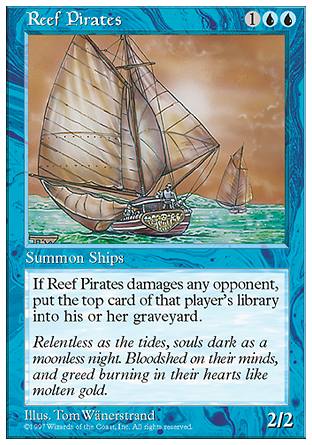 Reef Pirates 1
Summon Ships
If Reef Pirates damages any opponent,
put the top card of that player's library
into his or her graveyard.
Relentless as the tides, souls dark as a
moonless night. Bloodshed on their minds,
and greed burning in their hearts like
molten gold.
Illus. Tom Wänerstrand
©1997 Wizards of the Coast, Inc. All rights reserved.
2/2